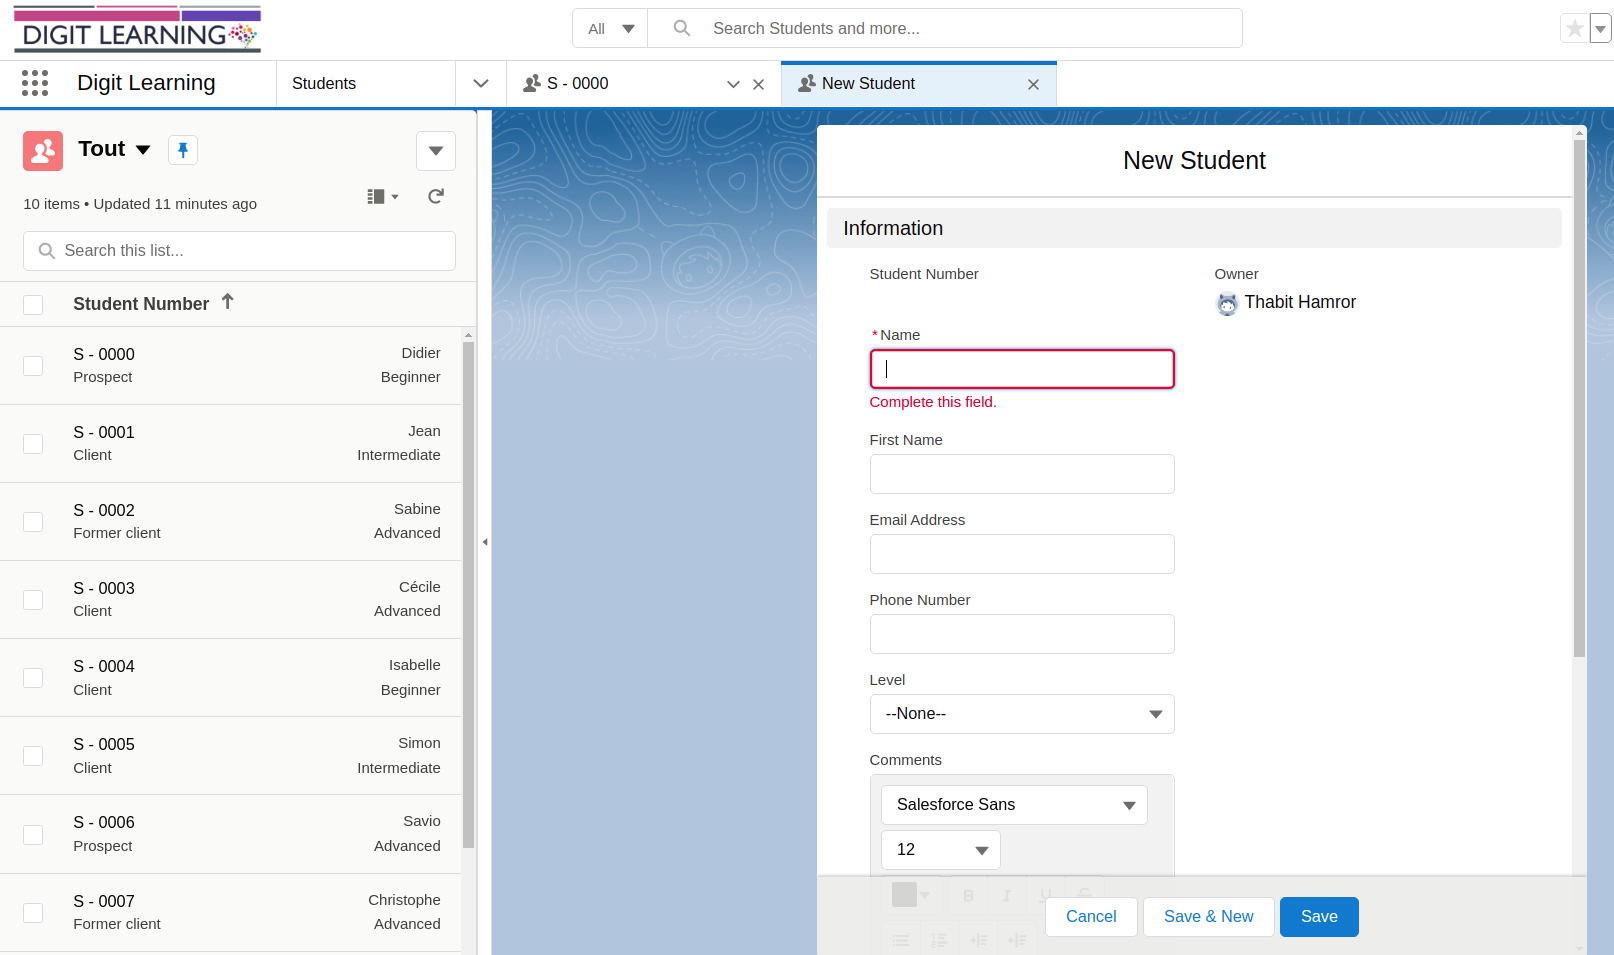 DIGIT LEARNING
All
Search Students and more...
Digit Learning
Students
S - 0000
New Student
Tout
10 items • Updated 11 minutes ago
Search this list...
Student Number
S - 0000
Didier
Prospect
Beginner
S - 0001
Jean
Client
Intermediate
S - 0002
Sabine
Former client
Advanced
S - 0003
Cécile
Client
Advanced
S - 0004
Isabelle
Client
Beginner
S - 0005
Simon
Client
Intermediate
S - 0006
Savio
Prospect
Advanced
S - 0007
Christophe
Former client
Advanced
New Student
Information
Student Number
Owner
Thabit Hamror
*Name
Complete this field.
First Name
Email Address
Phone Number
Level
--None--
Comments
Salesforce Sans
12
B I U S
Cancel
Save & New
Save